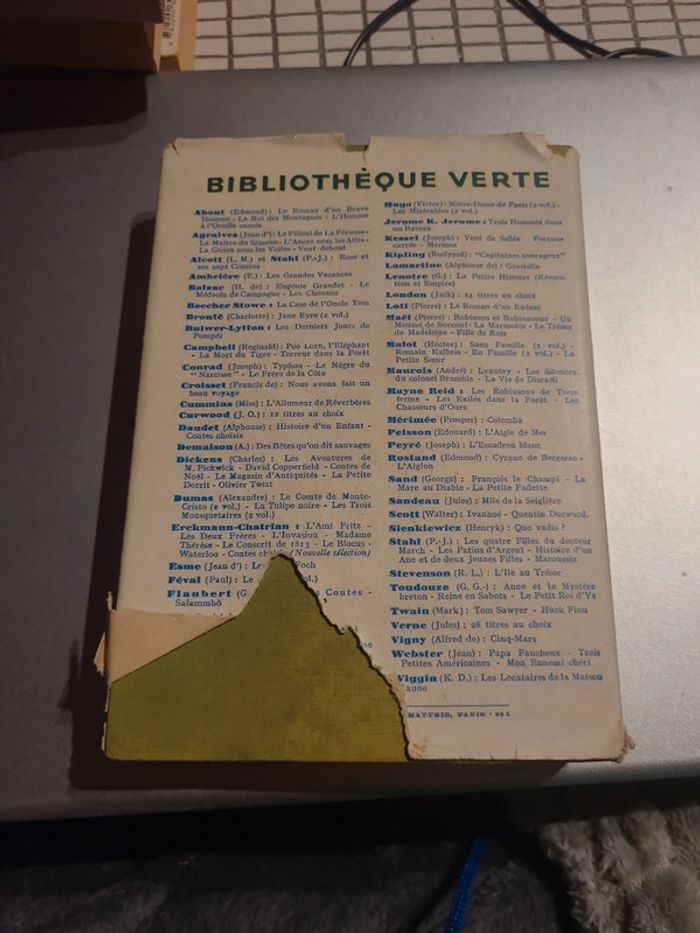 BIBLIOTHÈQUE VERTE
About (Edmond) : Le Roman d'un Brave
Homme - Le Roi des Montagnes - L'Homme
à l'Oreille cassée
Agraives (Jean d') : Le Filleul de La Pérouse -
Le Maître du Simoun - L'Ancre sous les Ailes -
La Gloire sous les Voiles - Vent debout
Alcott (L. M.) et Stahl (P.-J.) : Rose et
ses sept Cousins
Ambrière (F.) : Les Grandes Vacances
Balzac (H. de) : Eugénie Grandet - Le
Médecin de Campagne - Les Chouans
Beecher Stowe : La Case de l'Oncle Tom
Brontë (Charlotte) : Jane Eyre (2 vol.)
Bulwer-Lytton : Les Derniers Jours de
Pompéi
Campbell (Reginald) : Poo Lorn, l'Eléphant
- La Mort du Tigre - Terreur dans la Forêt
Conrad (Joseph) : Typhon - Le Nègre du
"Narcisse" - Le Frère de la Côte
Croisset (Francis de) : Nous avons fait un
beau voyage
Cummins (Miss) : L'Allumeur de Réverbères
Curwood (J. O.) : 12 titres au choix
Daudet (Alphonse) : Histoire d'un Enfant -
Contes choisis
Demaison (A.) : Des Bêtes qu'on dit sauvages
Dickens (Charles) : Les Aventures de
M. Pickwick - David Copperfield - Contes de
Noël - Le Magasin d'Antiquités - La Petite
Dorrit - Olivier Twist
Dumas (Alexandre) : Le Comte de Monte-
Cristo (2 vol.) - La Tulipe noire - Les Trois
Mousquetaires (2 vol.)
Erckmann-Chatrian : L'Ami Fritz -
Les Deux Frères - L'Invasion - Madame
Thérèse - Le Conscrit de 1813 - Le Blocus -
Waterloo - Contes (Nouvelle sélection)
Esme (Jean d') : Foch
Féval (Paul) : Le vol.)
Flaubert (G. Contes -
Salammbô
Hugo (Victor) : Notre-Dame de Paris (2 vol.) -
Les Misérables (2 vol.)
Jerome K. Jerome : Trois Hommes dans
un Bateau
Kessel (Joseph) : Vent de Sable Fortune
carrée - Mermoz
Kipling (Rudyard) : "Capitaines courageux"
Lamartine (Alphonse de) : Graziella
Lenotre (G.) : La Petite Histoire (Révolu-
tion et Empire)
London (Jack) : 14 titres au choix
Loti (Pierre) : Le Roman d'un Enfant
Maël (Pierre) : Robinson et Robinsonne - Un
Mousse de Surcouf - La Marmotte - Le Trésor
de Madeleine - Fille de Rois
Malot (Hector) : Sans Famille (2 vol.) -
Romain Kalbris - En Famille (2 vol.) - La
Petite Sœur
Maurois (André) : Lyautey - Les Silences
du colonel Bramble - La Vie de Disraëli
Mayne Reid : Les Robinsons de Terre
ferme - Les Exilés dans la Forêt - Les
Chasseurs d'Ours
Mérimée (Prosper) : Colomba
Peisson (Edouard) : L'Aigle de Mer
Peyré (Joseph) : L'Escadron blanc
Rostand (Edmond) : Cyrano de Bergerac -
L'Aiglon
Sand (George) : François le Champi - La
Mare au Diable - La Petite Fadette
Sandeau (Jules) : Mlle de la Seiglière
Scott (Walter) : Ivanhoé - Quentin Durward.
Sienkiewicz (Henryk) : Quo vadis ?
Stahl (P.-J.) : Les quatre Filles du docteur
March - Les Patins d'Argent - Histoire d'un
Ane et de deux Jeunes Filles - Maroussia
Stevenson (R. L.) : L'Ile au Trésor
Toudouze (G.-G.) : Anne et le Mystère
breton - Reine en Sabots - Le Petit Roi d'Ys
Twain (Mark) : Tom Sawyer - Huck Finn
Verne (Jules) : 28 titres au choix
Vigny (Alfred de) : Cinq-Mars
Webster (Jean) : Papa Faucheux - Trois
Petites Américaines - Mon Ennemi chéri
Wiggin (K. D.) : Les Locataires de la Maison
aune
MATTEIS, PARIS - 951